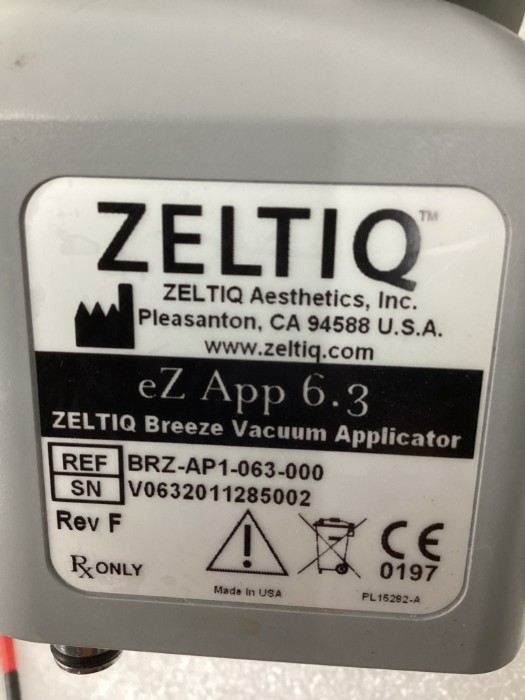 ZELTIQ™
ZELTIQ Aesthetics, Inc.
Pleasanton, CA 94588 U.S.A.
www.zeltiq.com
eZ App 6.3
ZELTIQ Breeze Vacuum Applicator
REF BRZ-AP1-063-000
SN V0632011285002
Rev F
Rx ONLY
Made in USA
CE
0197
PL15282-A